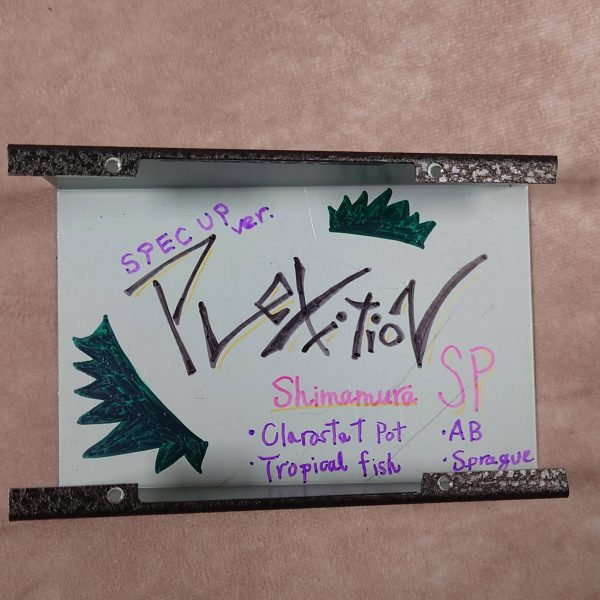 SPEC UP ver.
PLEXiTioN
Shimamura SP
・Clarostat Pot ・AB
・Tropical fish ・Sprague